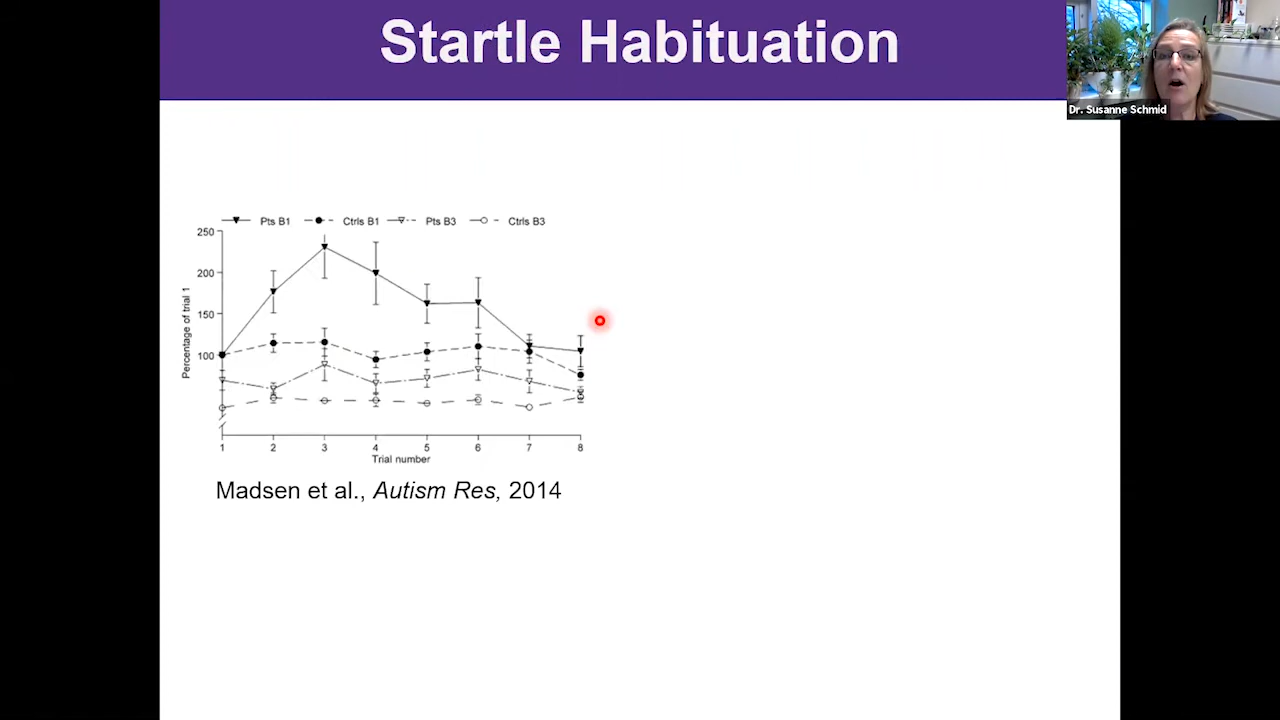 Startle Habituation
Dr. Susanne Schmid
Pts B1 Ctrls B1 Pts B3 Ctrls B3
250
200
150
100
Percentage of trial 1
1 2 3 4 5 6 7 8
Trial number
Madsen et al., Autism Res, 2014